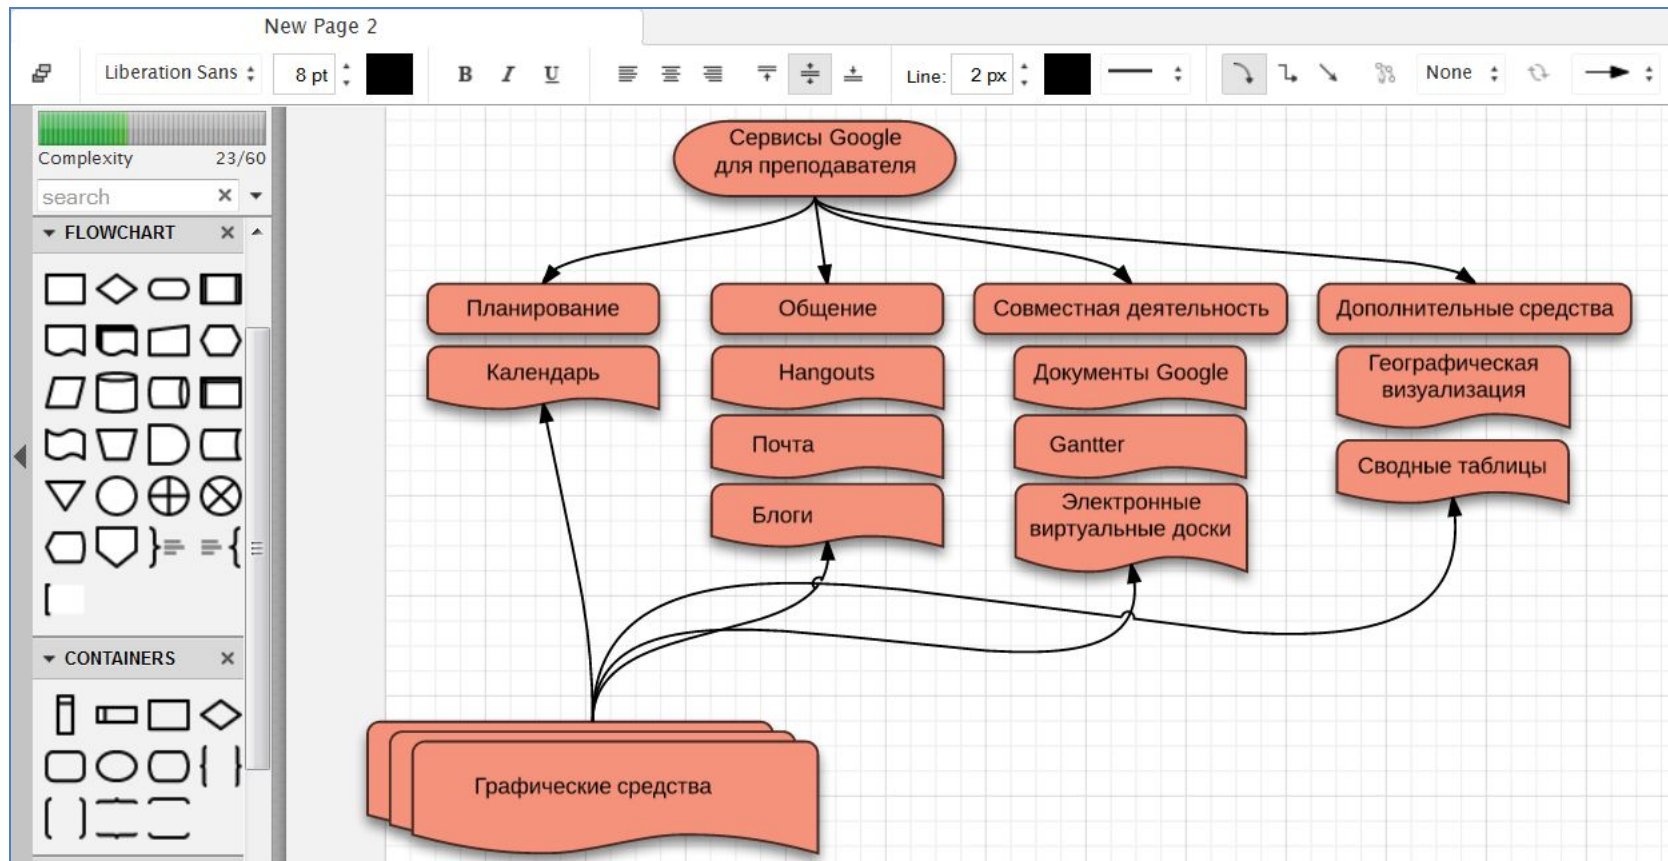 New Page 2
Liberation Sans
8 pt
B
I
U
Line:
2 px
None
Complexity
23/60
search
FLOWCHART
CONTAINERS
Сервисы Google
для преподавателя
Планирование
Общение
Совместная деятельность
Дополнительные средства
Календарь
Hangouts
Документы Google
Географическая
визуализация
Почта
Gantter
Сводные таблицы
Блоги
Электронные
виртуальные доски
Графические средства